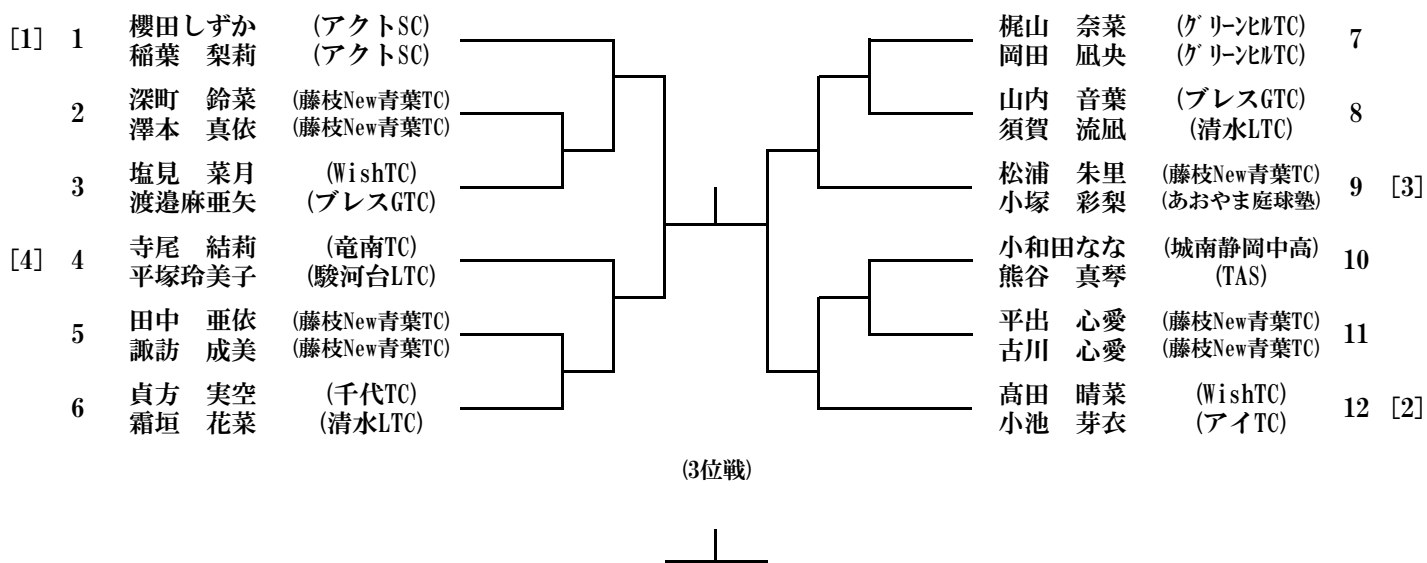 [1] 1 櫻田しずか (アクトSC)
稲葉 梨莉 (アクトSC)
2 深町 鈴菜 (藤枝New青葉TC)
澤本 真依 (藤枝New青葉TC)
3 塩見 菜月 (WishTC)
渡邉麻亜矢 (ブレスGTC)
[4] 4 寺尾 結莉 (竜南TC)
平塚玲美子 (駿河台LTC)
5 田中 亜依 (藤枝New青葉TC)
諏訪 成美 (藤枝New青葉TC)
6 貞方 実空 (千代TC)
霜垣 花菜 (清水LTC)
梶山 奈菜 (グリーンヒルTC) 7
岡田 凪央 (グリーンヒルTC)
山内 音葉 (ブレスGTC) 8
須賀 流凪 (清水LTC)
松浦 朱里 (藤枝New青葉TC) 9 [3]
小塚 彩梨 (あおやま庭球塾)
小和田なな (城南静岡中高) 10
熊谷 真琴 (TAS)
平出 心愛 (藤枝New青葉TC) 11
古川 心愛 (藤枝New青葉TC)
髙田 晴菜 (WishTC) 12 [2]
小池 芽衣 (アイTC)
(3位戦)